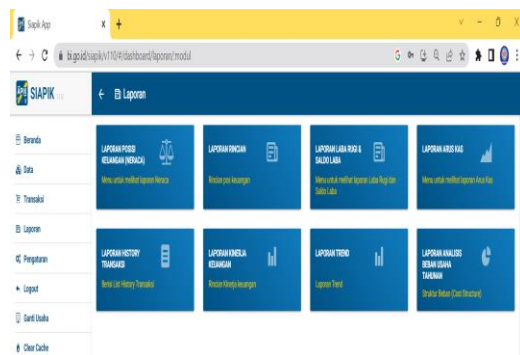 Siapik App
bi.go.id/siapik/v110/#/dashboard/laporan/modul
SIAPIK
Laporan
Beranda
Data
Transaksi
Laporan
Pengaturan
Logout
Ganti Usaha
Clear Cache
LAPORAN POSISI
KEUANGAN (NERACA)
Menu untuk melihat laporan Neraca
LAPORAN RINCIAN
Rincian pos keuangan
LAPORAN LABA RUGI &
SALDO LABA
Menu untuk melihat laporan Laba Rugi dan
Saldo Laba
LAPORAN ARUS KAS
Menu untuk melihat laporan Arus Kas
LAPORAN HISTORY
TRANSAKSI
Berisi List History Transaksi
LAPORAN KINERJA
KEUANGAN
Rincian Kinerja keuangan
LAPORAN TREND
Laporan Trend
LAPORAN ANALISIS
BEBAN USAHA
TAHUNAN
Struktur Beban (Cost Structure)